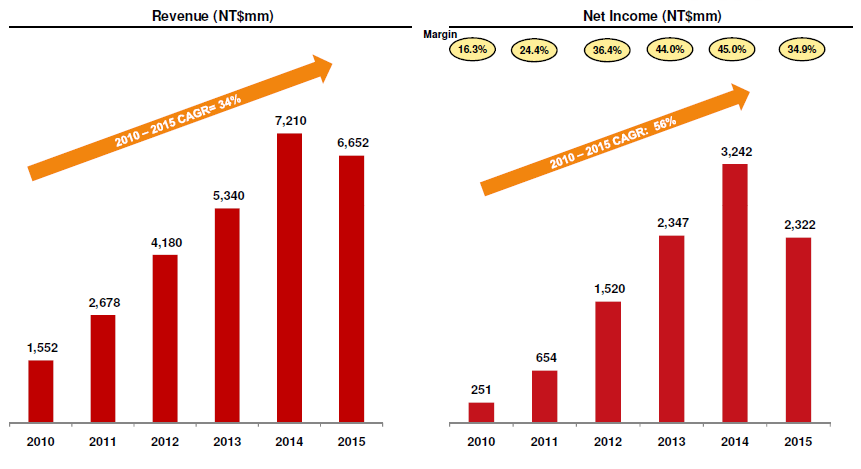 Revenue (NT$mm)
2010 – 2015 CAGR= 34%
1,552
2,678
4,180
5,340
7,210
6,652
2010 2011 2012 2013 2014 2015
Net Income (NT$mm)
Margin
16.3% 24.4% 36.4% 44.0% 45.0% 34.9%
2010 – 2015 CAGR: 56%
251
654
1,520
2,347
3,242
2,322
2010 2011 2012 2013 2014 2015